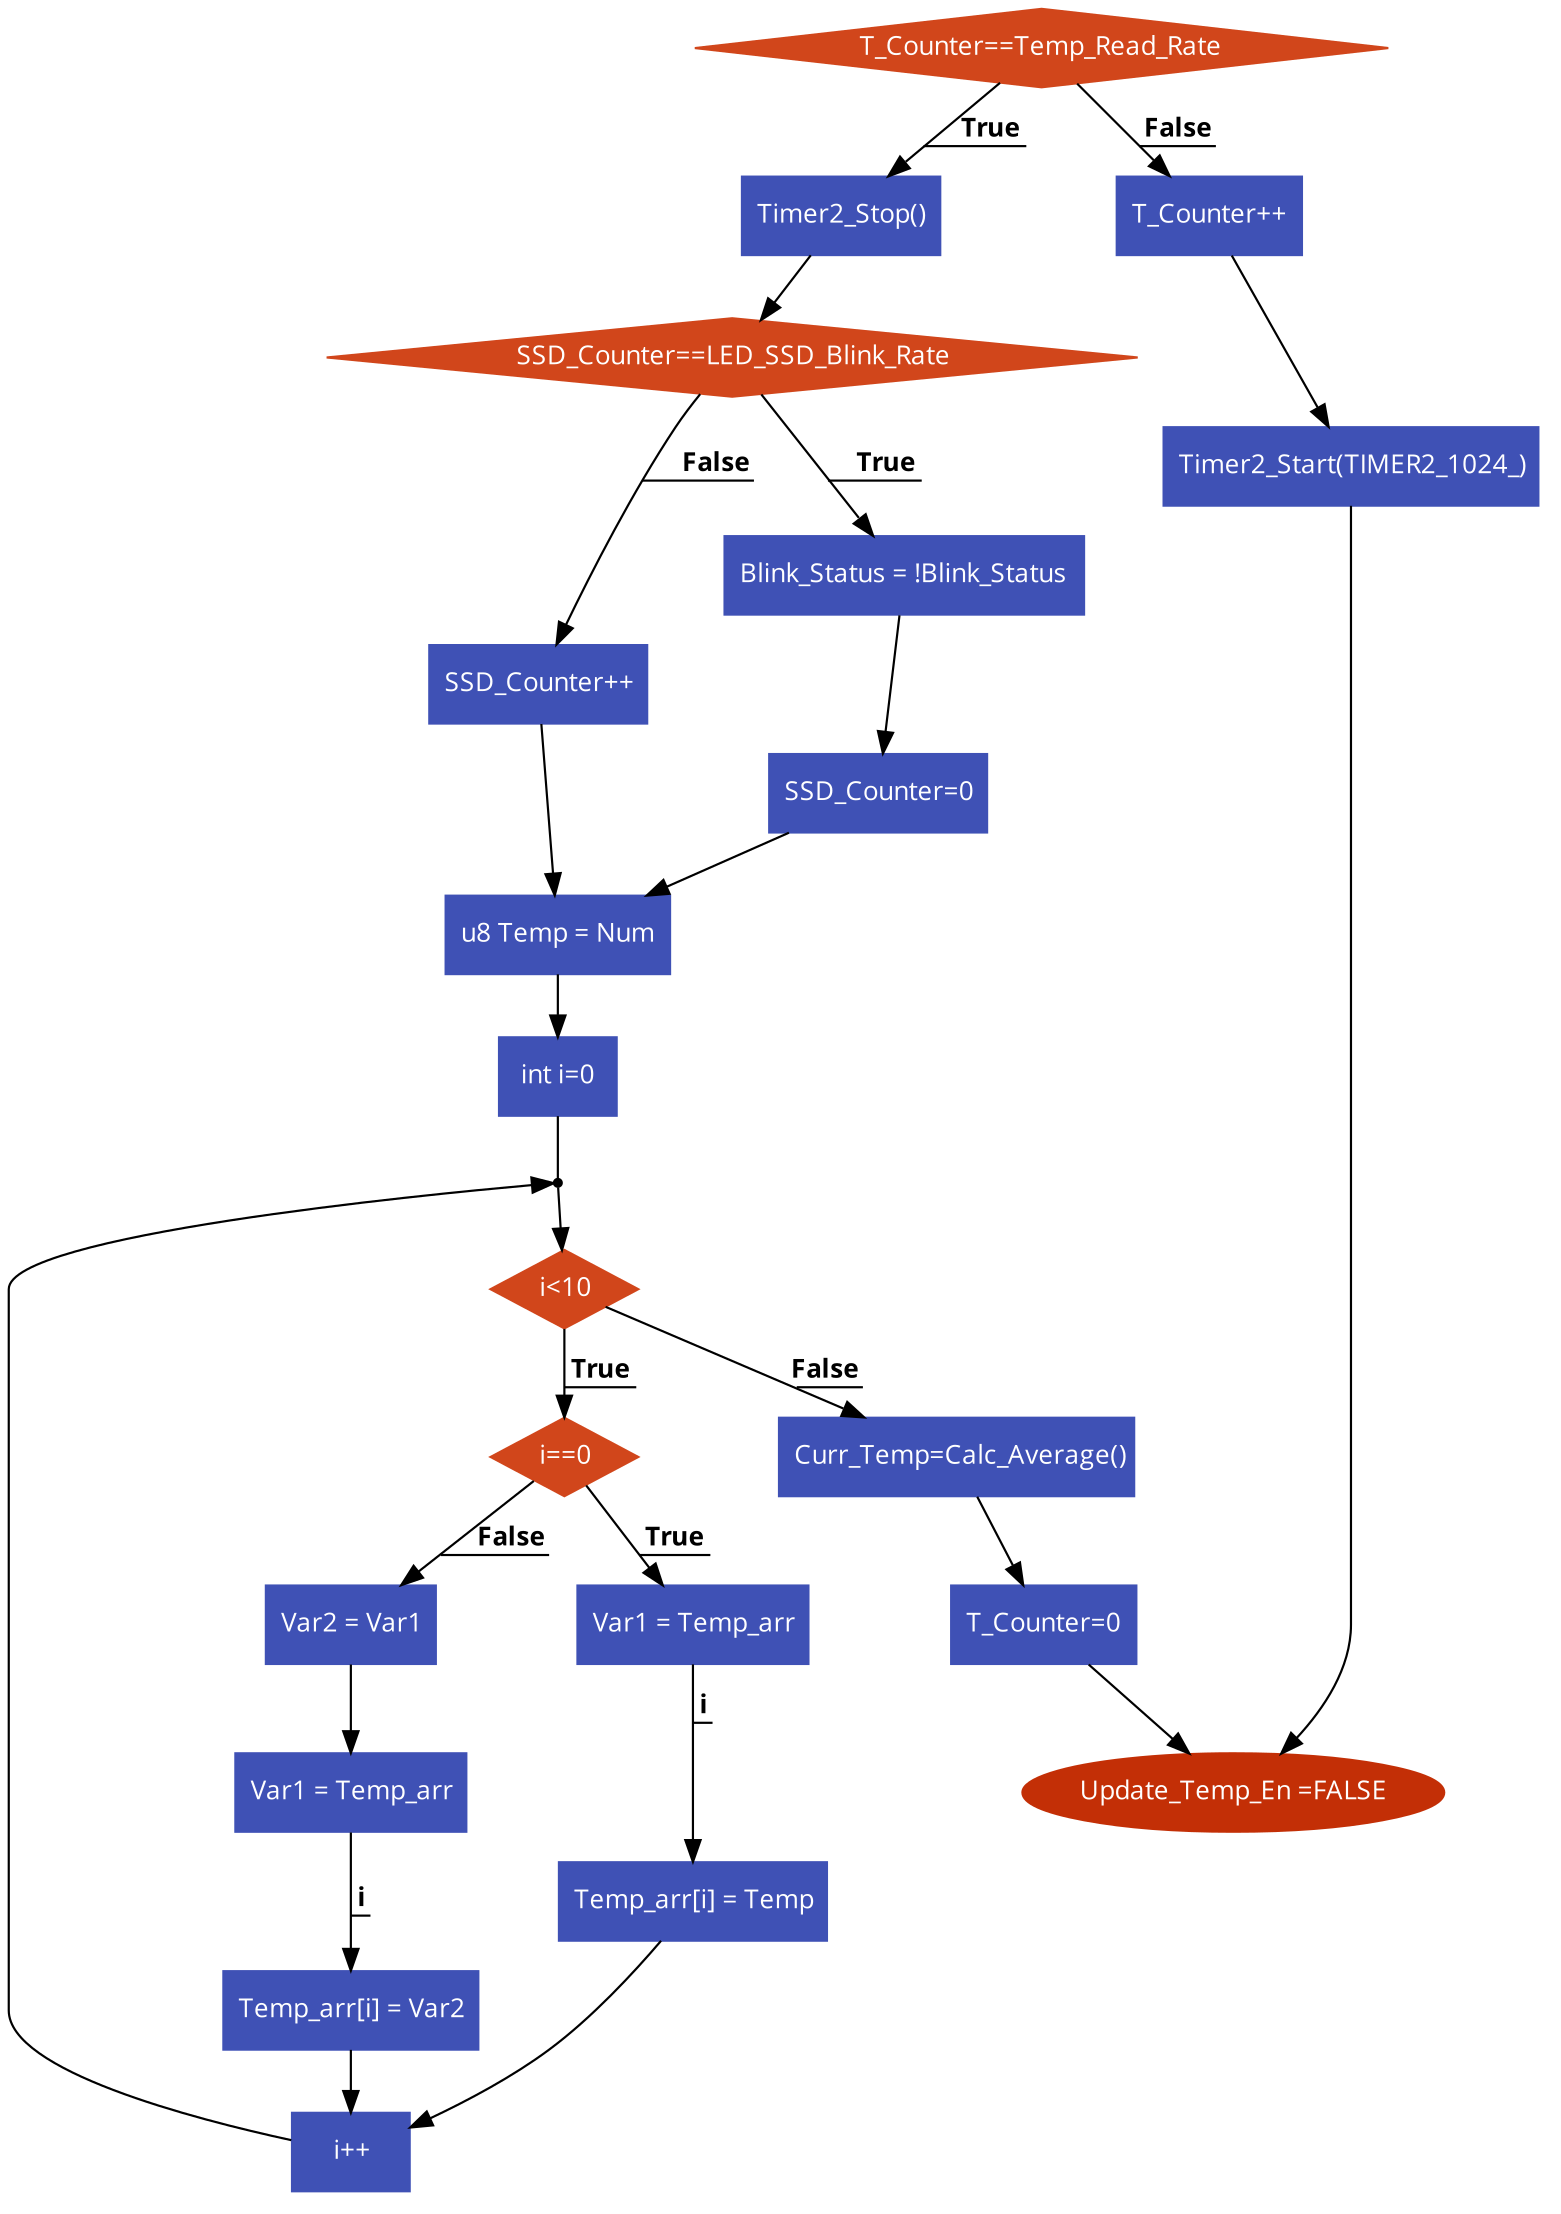 T_Counter==Temp_Read_Rate
True
False
Timer2_Stop()
T_Counter++
SSD_Counter==LED_SSD_Blink_Rate
False
True
Timer2_Start(TIMER2_1024_)
Blink_Status = !Blink_Status
SSD_Counter++
SSD_Counter=0
u8 Temp = Num
int i=0
i<10
True
False
i==0
Curr_Temp=Calc_Average()
False
True
Var2 = Var1
Var1 = Temp_arr
T_Counter=0
i
Var1 = Temp_arr
Update_Temp_En =FALSE
i
Temp_arr[i] = Temp
Temp_arr[i] = Var2
i++